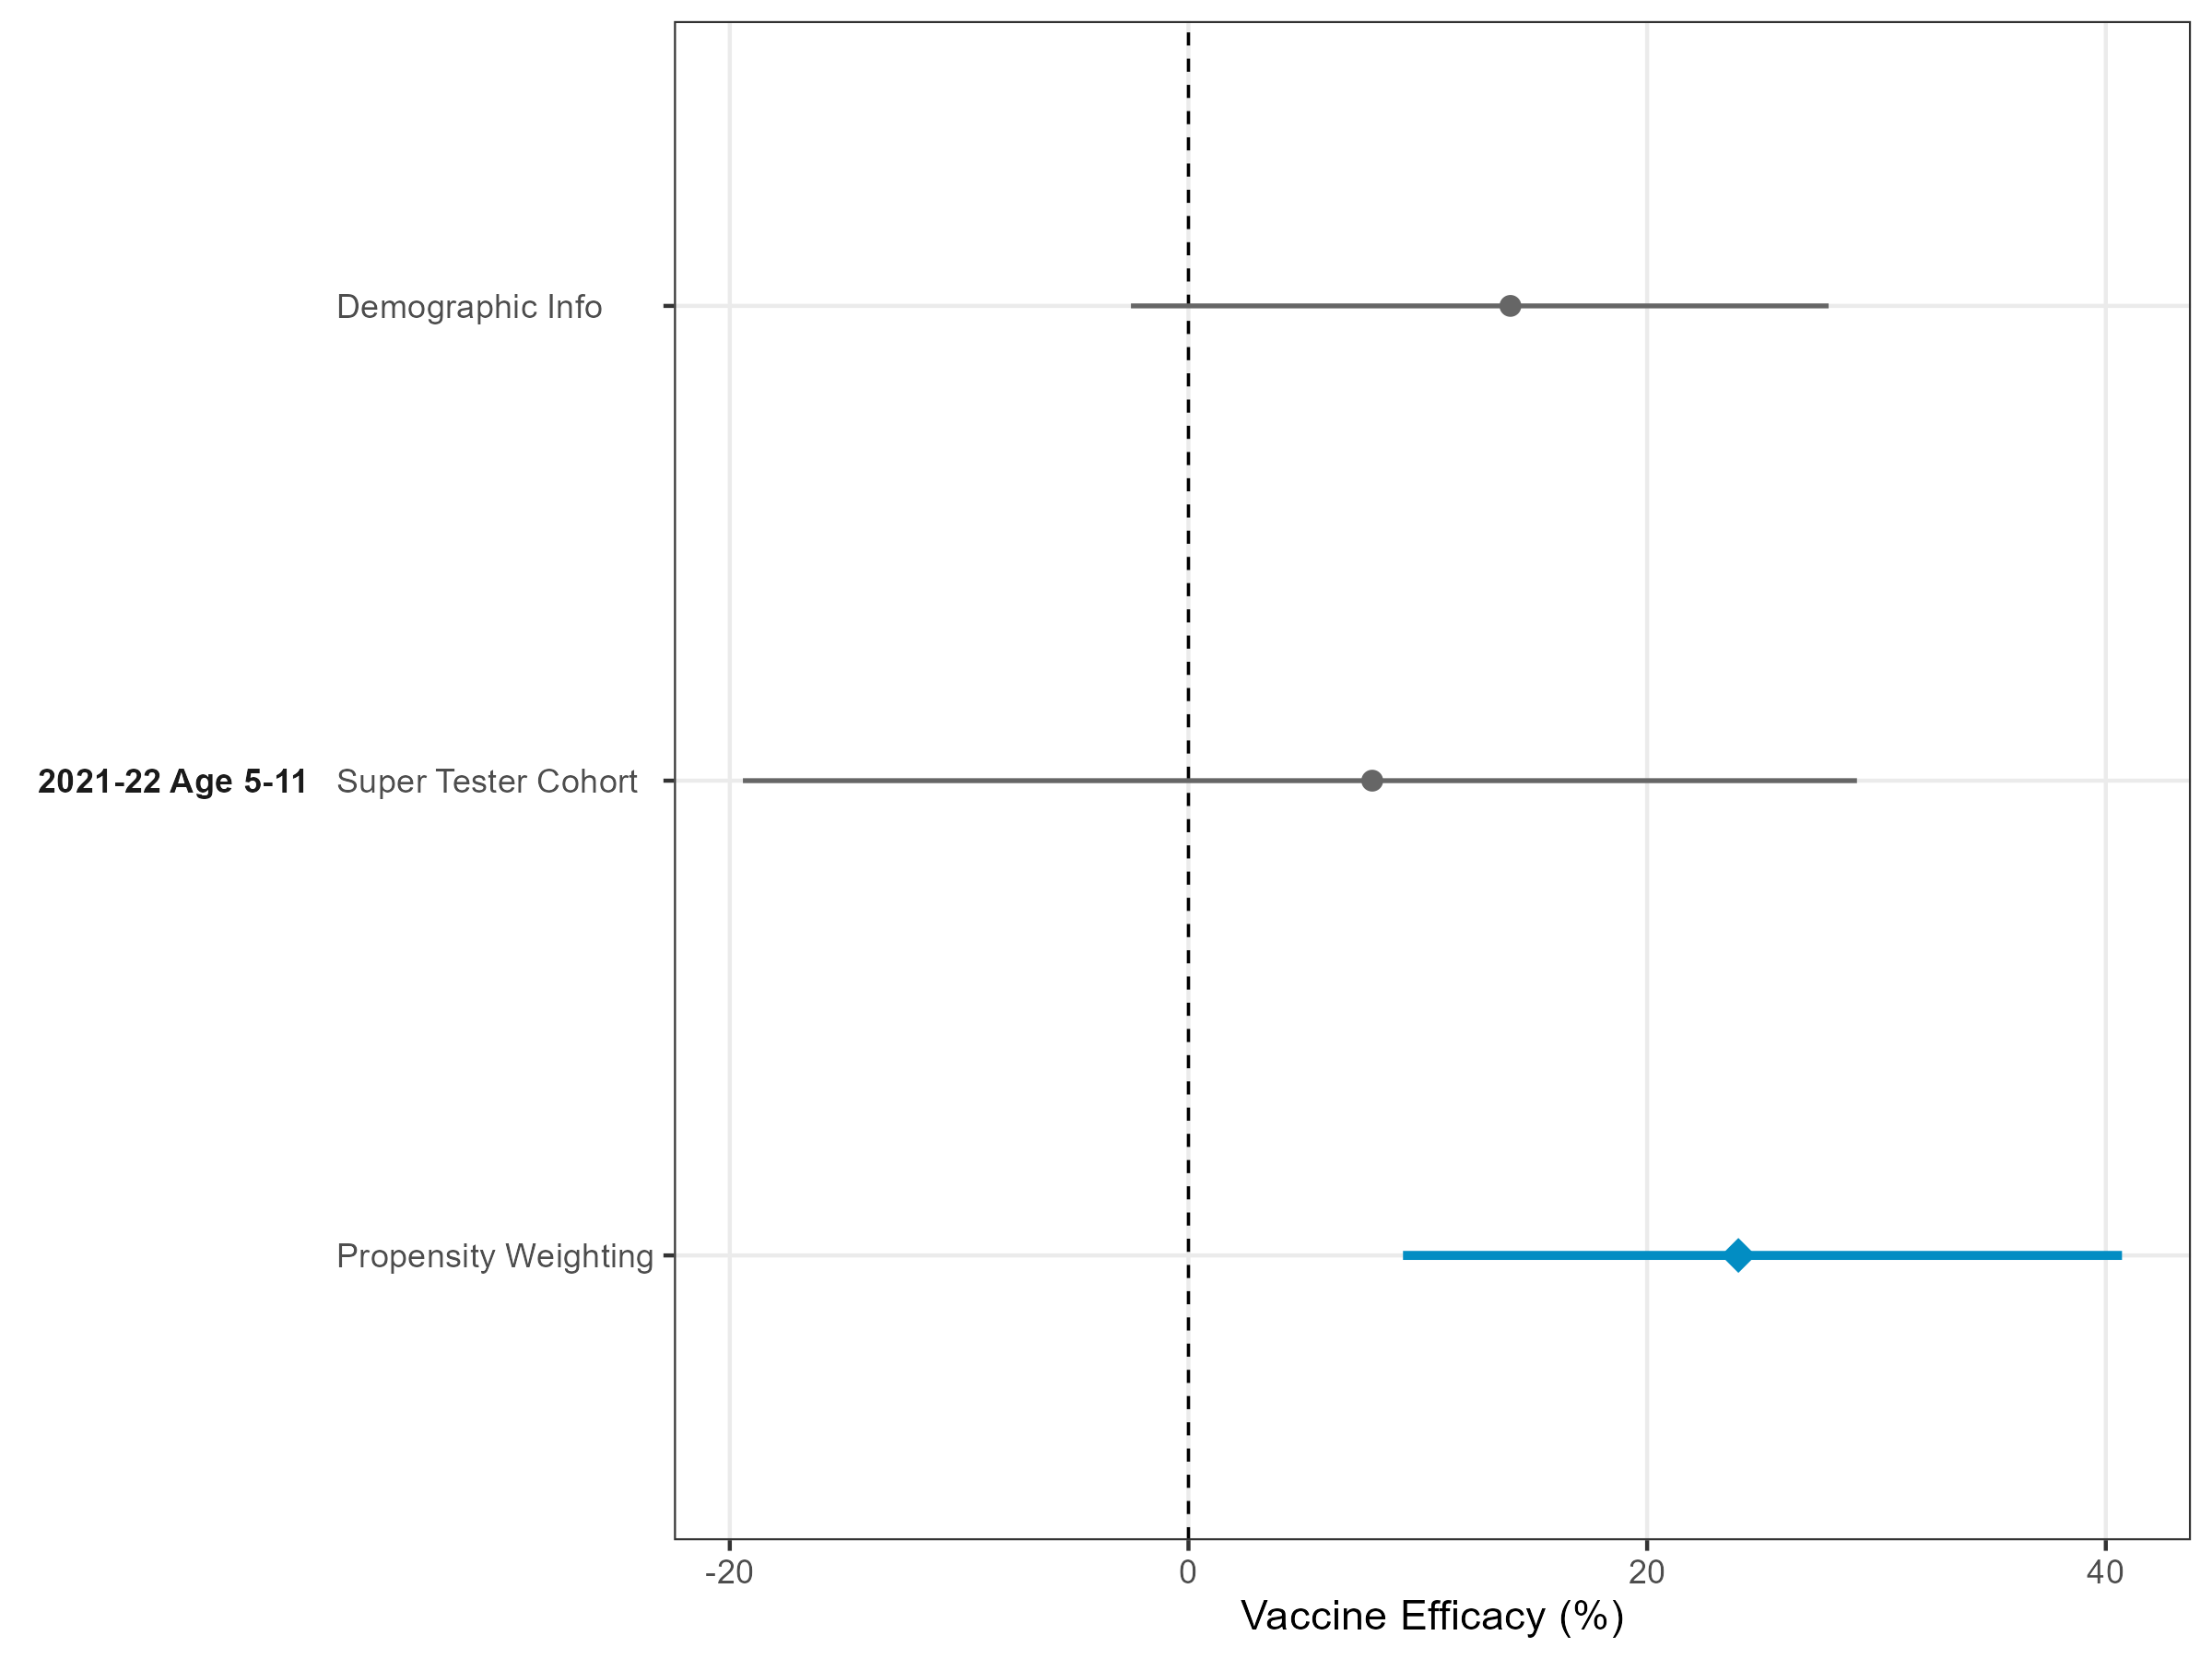 Demographic Info
2021-22 Age 5-11 Super Tester Cohort
Propensity Weighting
-20 0 20 40
Vaccine Efficacy (%)